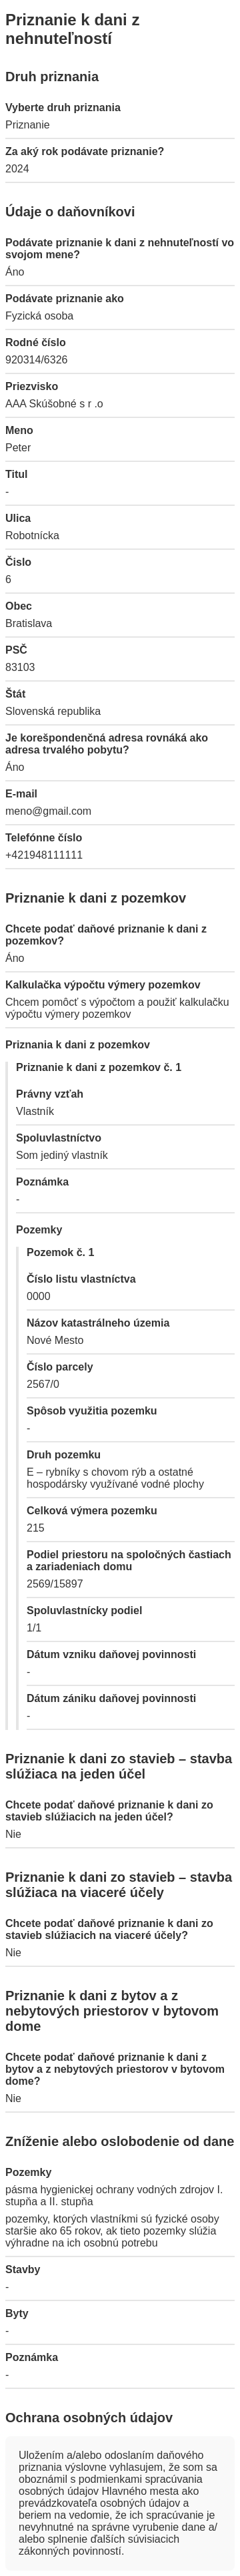 Priznanie k dani z
nehnuteľností
Druh priznania
Vyberte druh priznania
Priznanie
Za aký rok podávate priznanie?
2024
Údaje o daňovníkovi
Podávate priznanie k dani z nehnuteľností vo
svojom mene?
Áno
Podávate priznanie ako
Fyzická osoba
Rodné číslo
920314/6326
Priezvisko
AAA Skúšobné s r .o
Meno
Peter
Titul
-
Ulica
Robotnícka
Číslo
6
Obec
Bratislava
PSČ
83103
Štát
Slovenská republika
Je korešpondenčná adresa rovnáká ako
adresa trvalého pobytu?
Áno
E-mail
meno@gmail.com
Telefónne číslo
+421948111111
Priznanie k dani z pozemkov
Chcete podať daňové priznanie k dani z
pozemkov?
Áno
Kalkulačka výpočtu výmery pozemkov
Chcem pomôcť s výpočtom a použiť kalkulačku
výpočtu výmery pozemkov
Priznania k dani z pozemkov
Priznanie k dani z pozemkov č. 1
Právny vzťah
Vlastník
Spoluvlastníctvo
Som jediný vlastník
Poznámka
-
Pozemky
Pozemok č. 1
Číslo listu vlastníctva
0000
Názov katastrálneho územia
Nové Mesto
Číslo parcely
2567/0
Spôsob využitia pozemku
-
Druh pozemku
E – rybníky s chovom rýb a ostatné
hospodársky využívané vodné plochy
Celková výmera pozemku
215
Podiel priestoru na spoločných častiach
a zariadeniach domu
2569/15897
Spoluvlastnícky podiel
1/1
Dátum vzniku daňovej povinnosti
-
Dátum zániku daňovej povinnosti
-
Priznanie k dani zo stavieb – stavba
slúžiaca na jeden účel
Chcete podať daňové priznanie k dani zo
stavieb slúžiacich na jeden účel?
Nie
Priznanie k dani zo stavieb – stavba
slúžiaca na viaceré účely
Chcete podať daňové priznanie k dani zo
stavieb slúžiacich na viaceré účely?
Nie
Priznanie k dani z bytov a z
nebytových priestorov v bytovom
dome
Chcete podať daňové priznanie k dani z
bytov a z nebytových priestorov v bytovom
dome?
Nie
Zníženie alebo oslobodenie od dane
Pozemky
pásma hygienickej ochrany vodných zdrojov I.
stupňa a II. stupňa
pozemky, ktorých vlastníkmi sú fyzické osoby
staršie ako 65 rokov, ak tieto pozemky slúžia
výhradne na ich osobnú potrebu
Stavby
-
Byty
-
Poznámka
-
Ochrana osobných údajov
Uložením a/alebo odoslaním daňového
priznania výslovne vyhlasujem, že som sa
oboznámil s podmienkami spracúvania
osobných údajov Hlavného mesta ako
prevádzkovateľa osobných údajov a
beriem na vedomie, že ich spracúvanie je
nevyhnutné na správne vyrubenie dane a/
alebo splnenie ďalších súvisiacich
zákonných povinností.